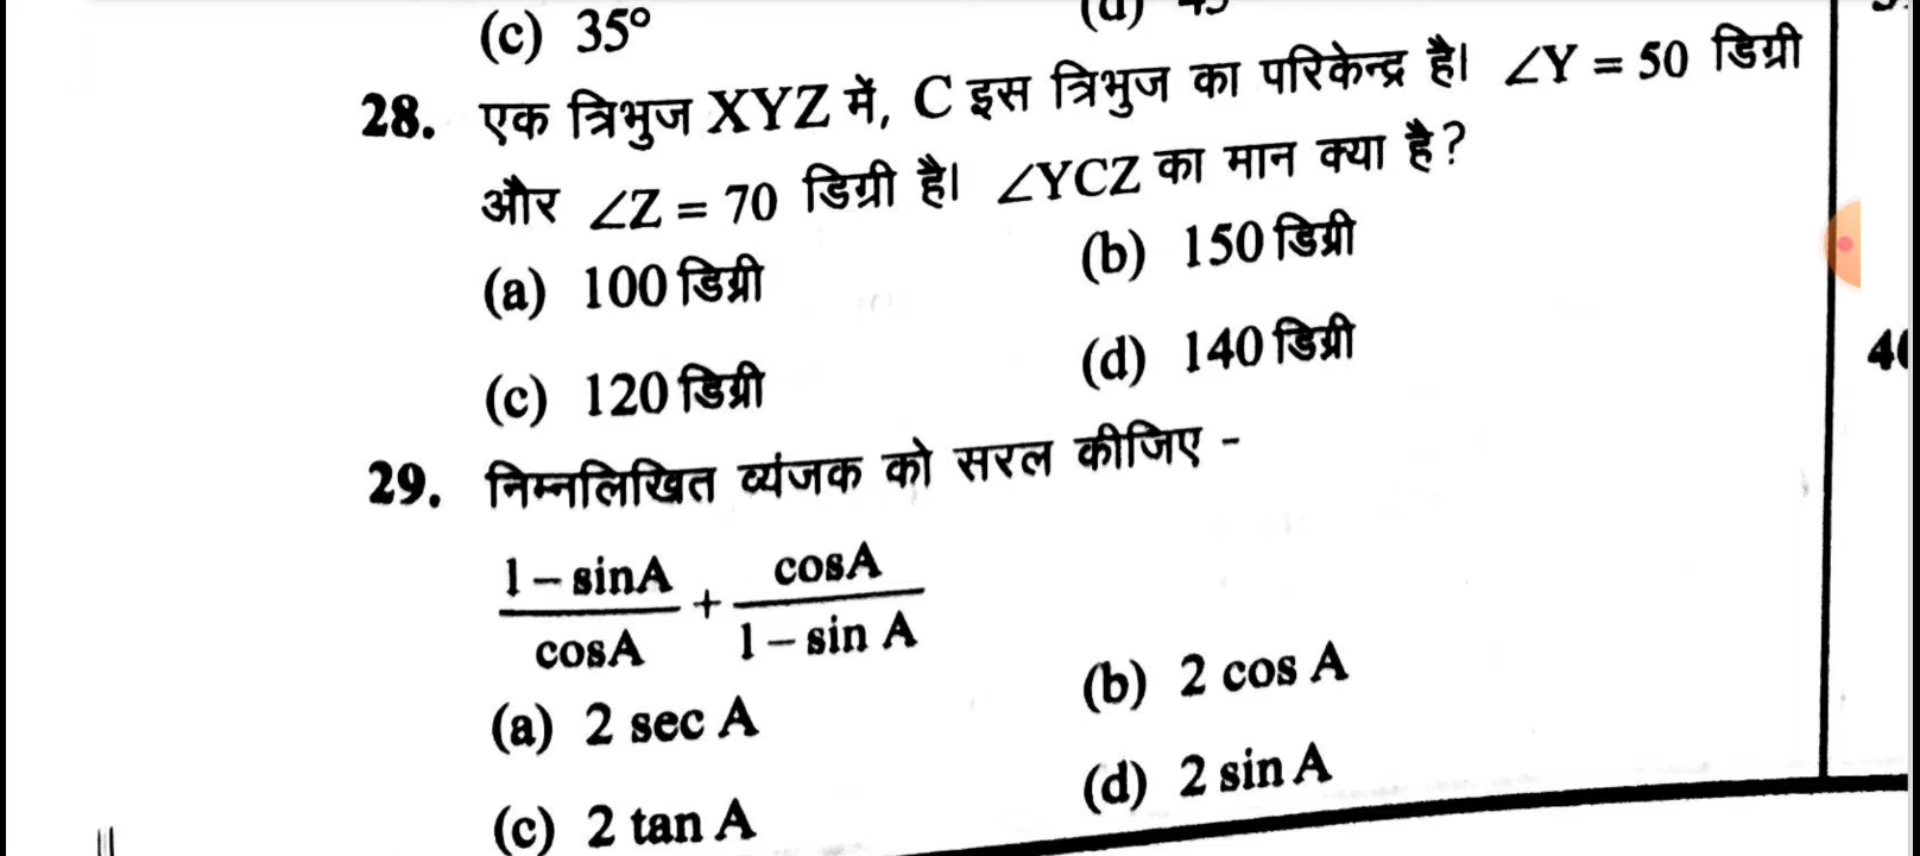 (c) 35°
28. एक त्रिभुज XYZ में, C इस त्रिभुज का परिकेन्द्र है। ∠Y = 50 डिग्री
और ∠Z = 70 डिग्री है। ∠YCZ का मान क्या है?
(a) 100 डिग्री (b) 150 डिग्री
(c) 120 डिग्री (d) 140 डिग्री
29. निम्नलिखित व्यंजक को सरल कीजिए -
1 – sinA / cosA + cosA / 1 – sin A
(a) 2 sec A (b) 2 cos A
(c) 2 tan A (d) 2 sin A